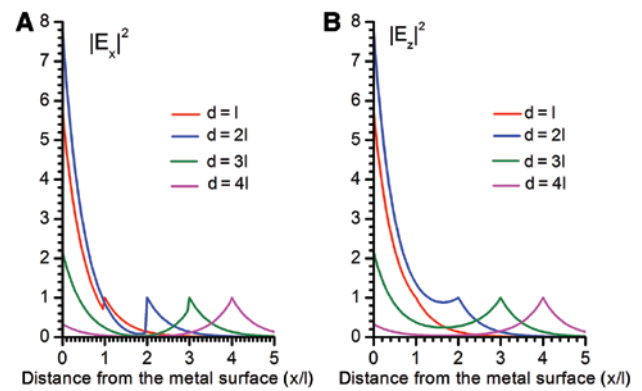 A
|Eₓ|²
8
7
6
5
4
3
2
1
0
d = l
d = 2l
d = 3l
d = 4l
0 1 2 3 4 5
Distance from the metal surface (x/l)
B
|E_z|²
8
7
6
5
4
3
2
1
0
d = l
d = 2l
d = 3l
d = 4l
0 1 2 3 4 5
Distance from the metal surface (x/l)